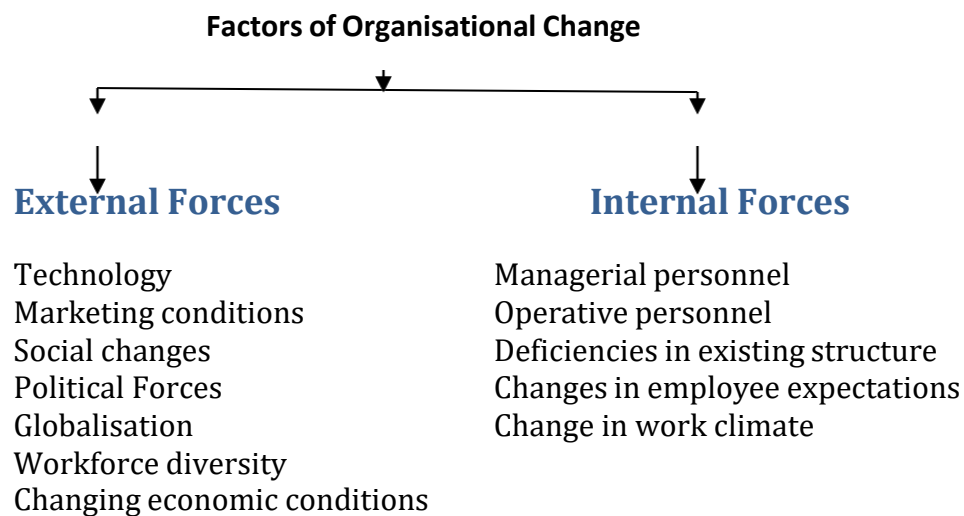 Factors of Organisational Change
External Forces
Technology
Marketing conditions
Social changes
Political Forces
Globalisation
Workforce diversity
Changing economic conditions
Internal Forces
Managerial personnel
Operative personnel
Deficiencies in existing structure
Changes in employee expectations
Change in work climate